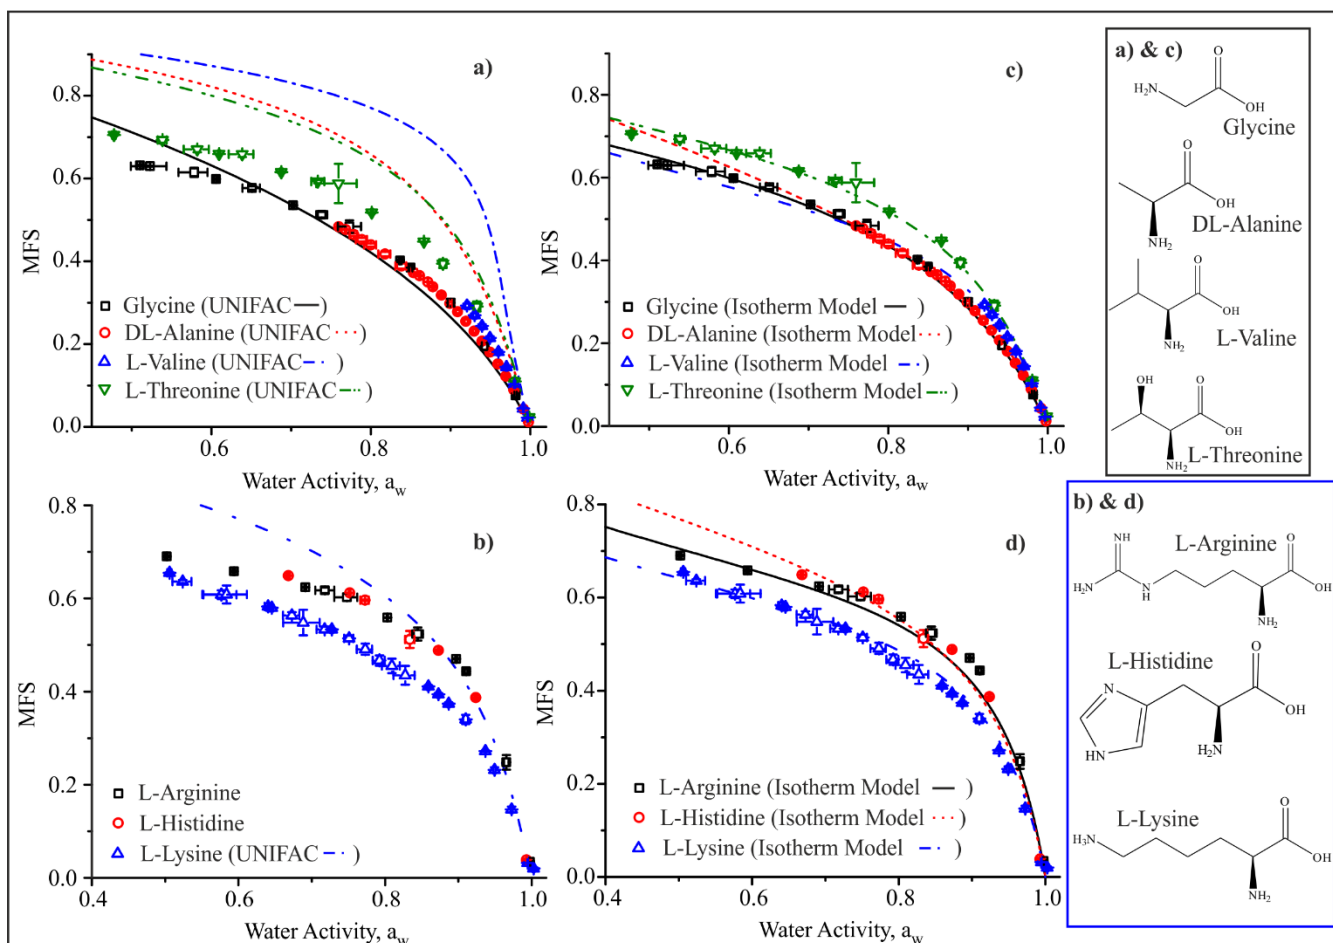 a)
MFS
0.8
0.6
0.4
0.2
0.0
Glycine (UNIFAC )
DL-Alanine (UNIFAC )
L-Valine (UNIFAC )
L-Threonine (UNIFAC )
0.6 0.8 1.0
Water Activity, a_w
c)
MFS
0.8
0.6
0.4
0.2
0.0
Glycine (Isotherm Model )
DL-Alanine (Isotherm Model )
L-Valine (Isotherm Model )
L-Threonine (Isotherm Model )
0.6 0.8 1.0
Water Activity, a_w
a) & c)
O
H₂N
OH
Glycine
O
OH
DL-Alanine
NH₂
O
OH
L-Valine
NH₂
OH O
OH
L-Threonine
NH₂
b)
MFS
0.8
0.6
0.4
0.2
0.0
L-Arginine
L-Histidine
L-Lysine (UNIFAC )
0.4 0.6 0.8 1.0
Water Activity, a_w
d)
MFS
0.8
0.6
0.4
0.2
0.0
L-Arginine (Isotherm Model )
L-Histidine (Isotherm Model )
L-Lysine (Isotherm Model )
0.4 0.6 0.8 1.0
Water Activity, a_w
b) & d)
L-Arginine
NH O
H₂N N H OH
NH₂
L-Histidine
O
N
OH
HN H₂N
L-Lysine
O
H₃N
OH
NH₂